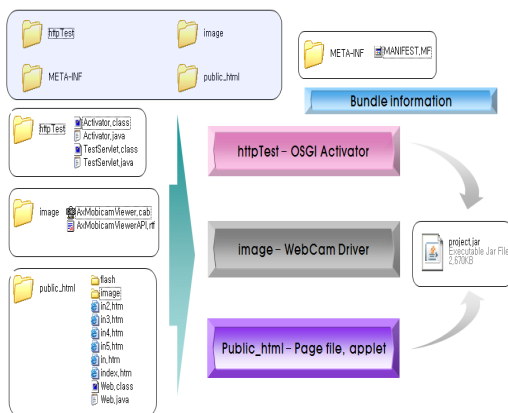 httpTest
image
META-INF
public_html
META-INF
MANIFEST,MF
Bundle information
httpTest
Activator,class
Activator,java
TestServlet,class
TestServlet,java
image
AxMobicamViewer,cab
AxMobicamViewerAPI,rtf
public_html
flash
image
in2,htm
in3,htm
in4,htm
in5,htm
in,htm
index,htm
Web,class
Web,java
httpTest - OSGI Activator
image - WebCam Driver
Public_html - Page file, applet
project,jar
Executable Jar File
2,670KB